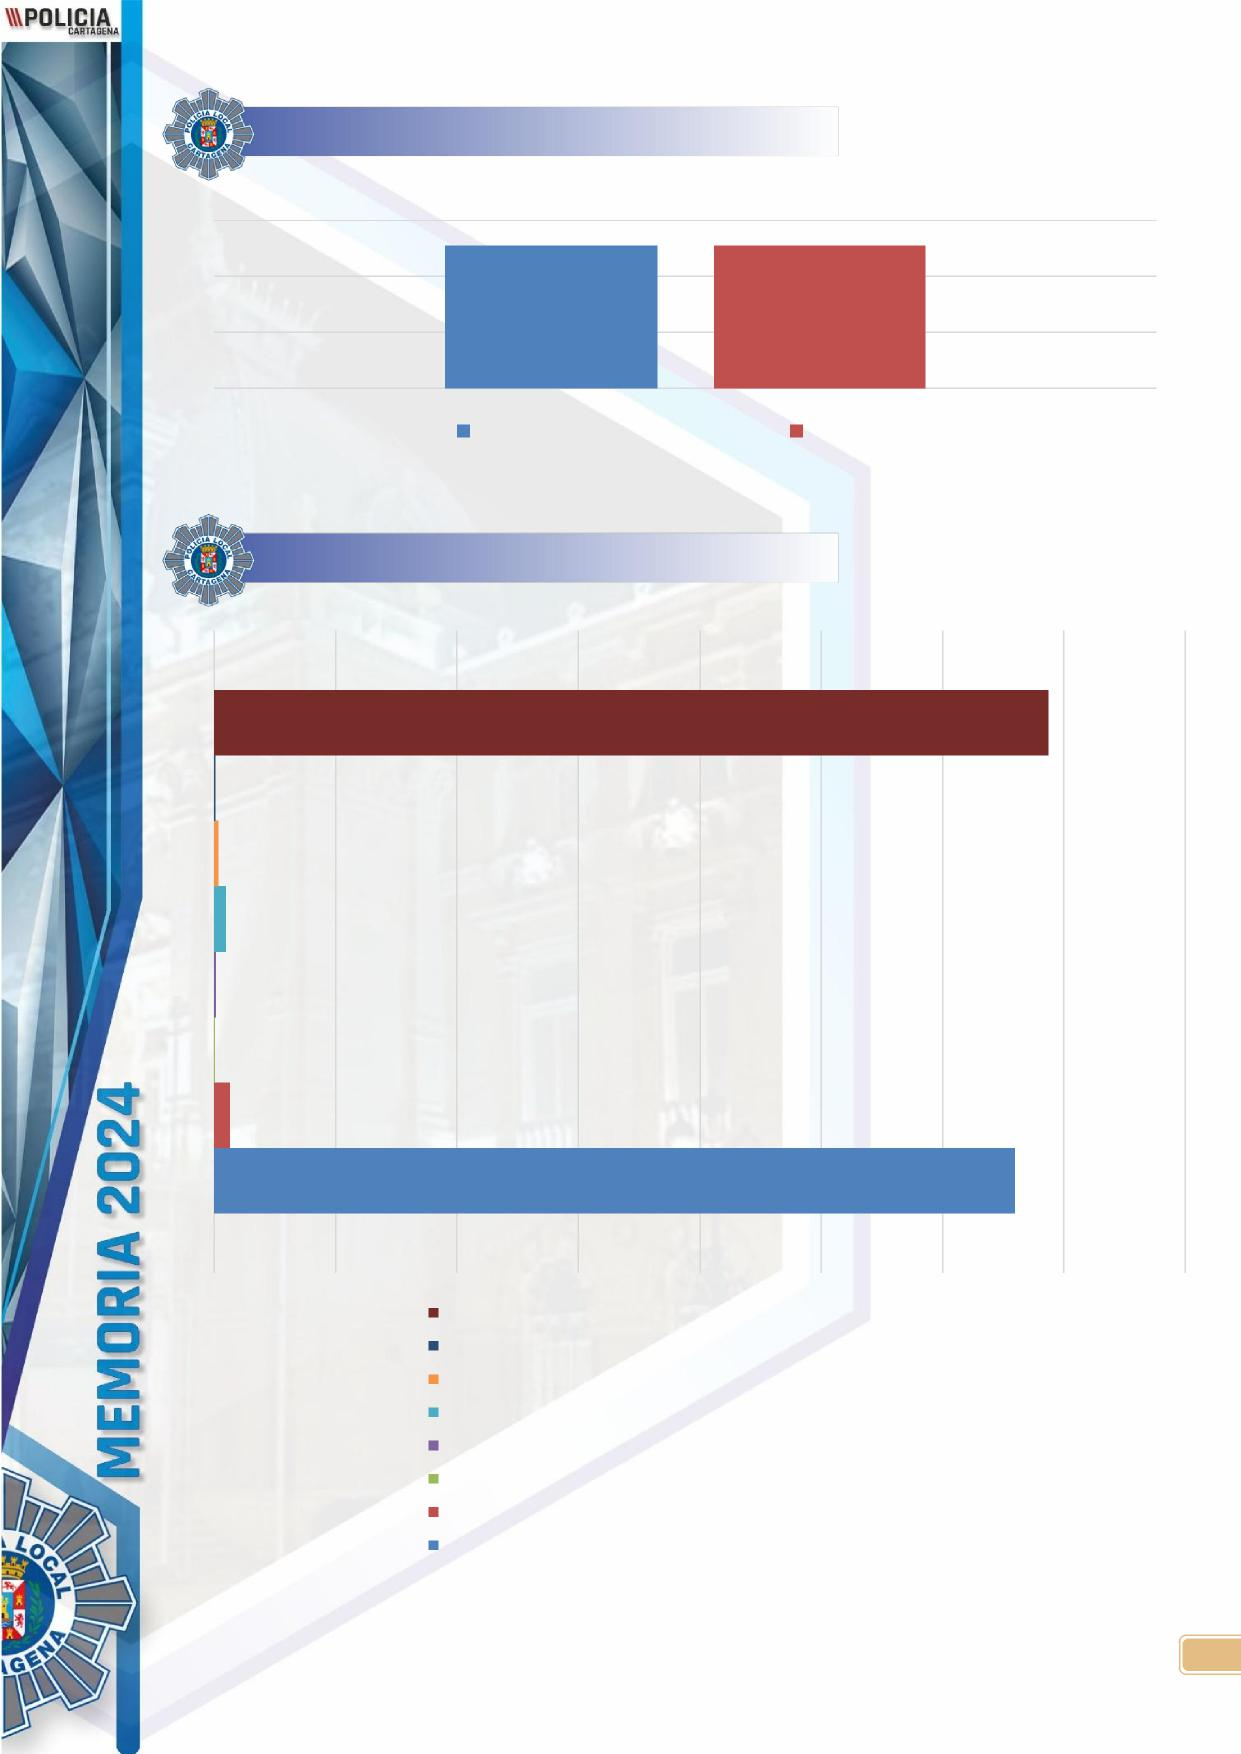 POLICIA
CARTAGENA
POLICIA LOCAL
CARTAGENA
POLICIA LOCAL
CARTAGENA
MEMORIA 2024
A LOCAL
AGENA